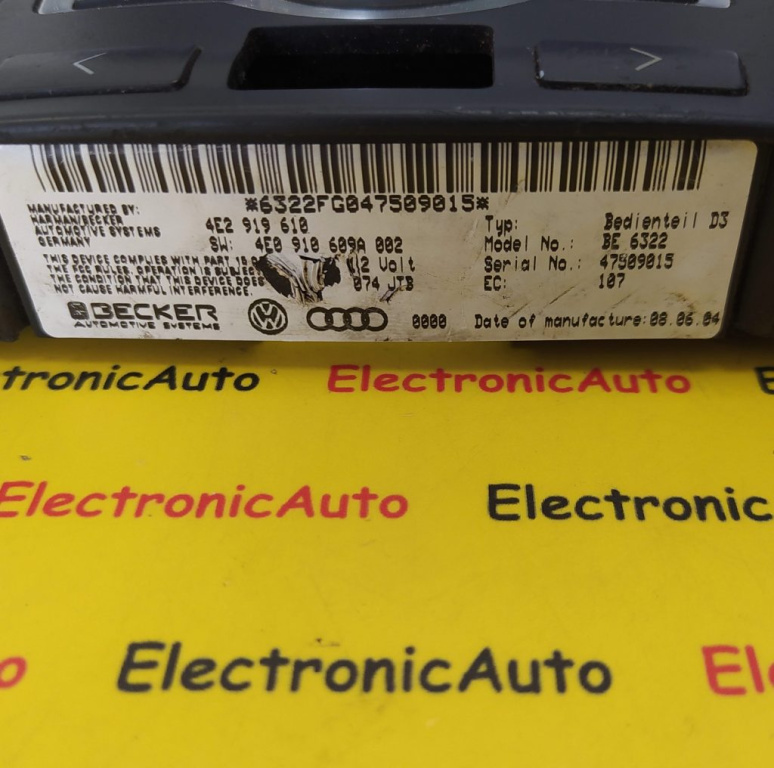 < >
*6322FG047509015*
MANUFACTURED BY:
HARMAN/BECKER
AUTOMOTIVE SYSTEMS
GERMANY
4E2 919 610
SW: 4E0 910 609A 002
THIS DEVICE COMPLIES WITH PART
THE FCC RULES. OPERATION IS SUBJEC
THE CONDITION THAT THIS DEVICE DOES
NOT CAUSE HARMFUL INTERFERENCE.
12 Volt
074 JTB
Typ: Bedienteil D3
Model No.: BE 6322
Serial No.: 47509015
EC: 107
BECKER
AUTOMOTIVE SYSTEMS
0000 Date of manufacture:08.06.04
tronicAuto ElectronicAuto E
ElectronicAuto Electronic
o ElectronicAuto El